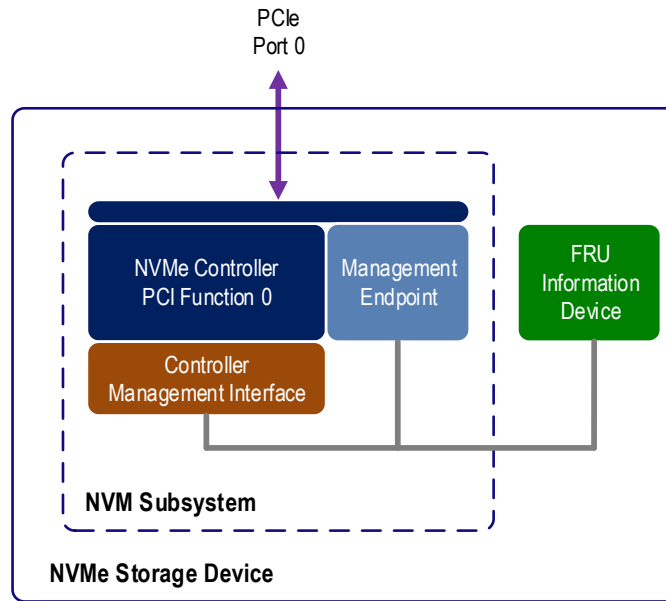 PCIe
Port 0
NVMe Controller
PCI Function 0
Management
Endpoint
FRU
Information
Device
Controller
Management Interface
NVM Subsystem
NVMe Storage Device